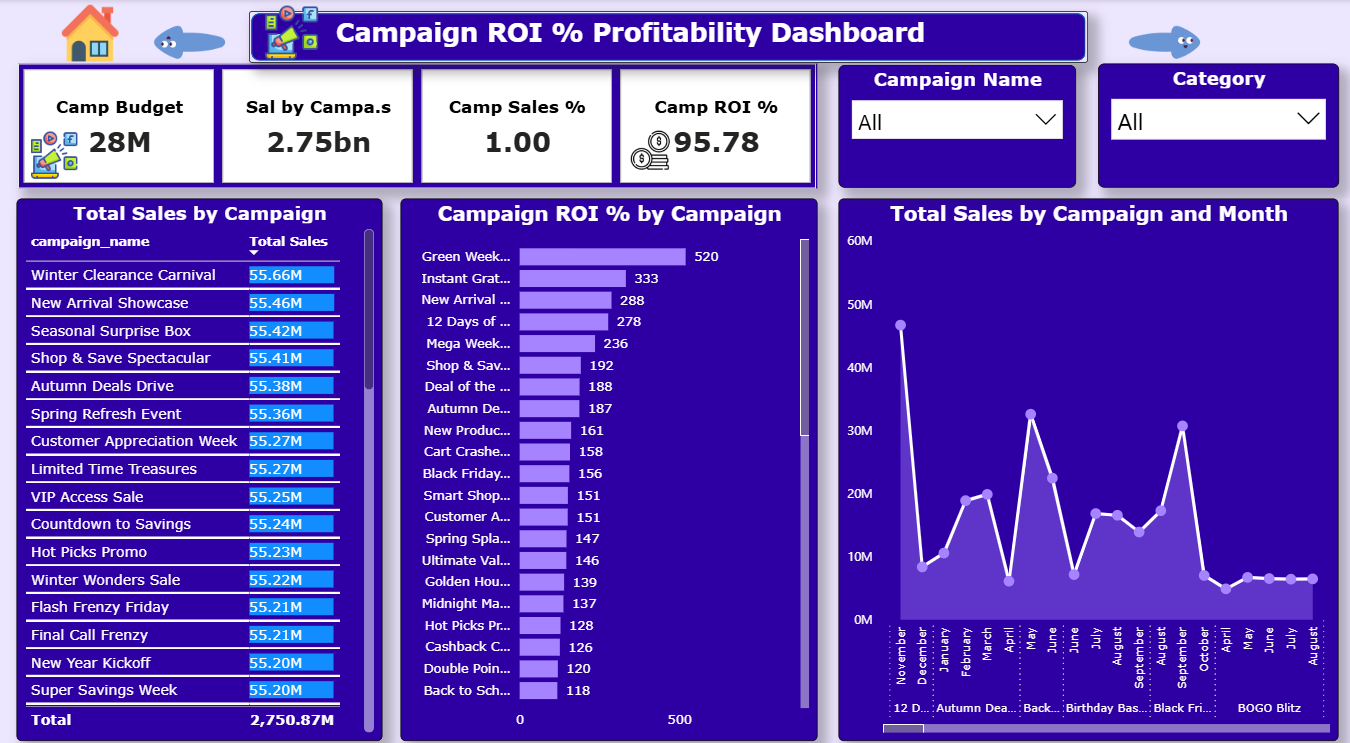 Campaign ROI % Profitability Dashboard
Camp Budget
28M
Sal by Campa.s
2.75bn
Camp Sales %
1.00
Camp ROI %
95.78
Campaign Name
All
Category
All
Total Sales by Campaign
campaign_name Total Sales
Winter Clearance Carnival 55.66M
New Arrival Showcase 55.46M
Seasonal Surprise Box 55.42M
Shop & Save Spectacular 55.41M
Autumn Deals Drive 55.38M
Spring Refresh Event 55.36M
Customer Appreciation Week 55.27M
Limited Time Treasures 55.27M
VIP Access Sale 55.25M
Countdown to Savings 55.24M
Hot Picks Promo 55.23M
Winter Wonders Sale 55.22M
Flash Frenzy Friday 55.21M
Final Call Frenzy 55.21M
New Year Kickoff 55.20M
Super Savings Week 55.20M
Total 2,750.87M
Campaign ROI % by Campaign
Green Week... 520
Instant Grat... 333
New Arrival ... 288
12 Days of ... 278
Mega Week... 236
Shop & Sav... 192
Deal of the ... 188
Autumn De... 187
New Produc... 161
Cart Crashe... 158
Black Friday... 156
Smart Shop... 151
Customer A... 151
Spring Spla... 147
Ultimate Val... 146
Golden Hou... 139
Midnight Ma... 137
Hot Picks Pr... 128
Cashback C... 126
Double Poin... 120
Back to Sch... 118
0 500
Total Sales by Campaign and Month
60M
50M
40M
30M
20M
10M
0M
November
December
January
February
March
April
May
June
June
July
August
September
August
September
October
April
May
June
July
August
12 D... Autumn Dea... Back... Birthday Bas... Black Fri... BOGO Blitz